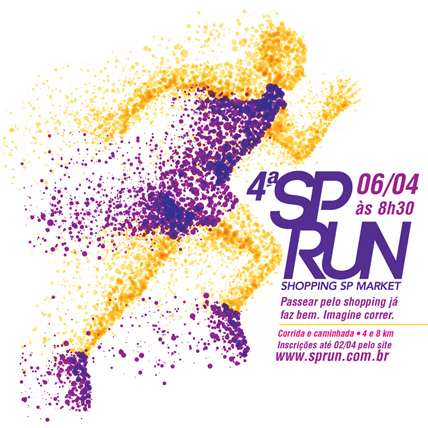 4ª SP RUN
06/04
às 8h30
SHOPPING SP MARKET
Passear pelo shopping já
faz bem. Imagine correr.
Corrida e caminhada • 4 e 8 km
Inscrições até 02/04 pelo site
www.sprun.com.br